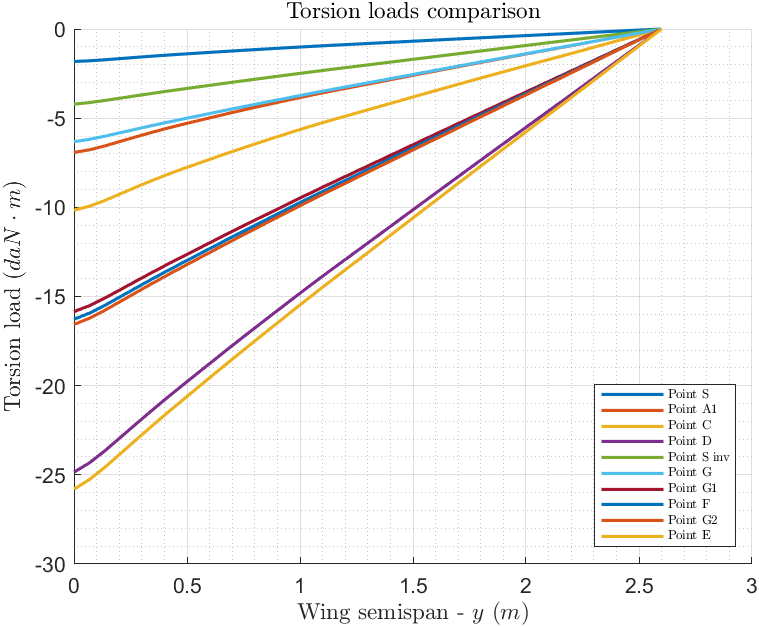 Torsion loads comparison
0
-5
-10
-15
-20
-25
-30
Torsion load (daN · m)
Point S
Point A1
Point C
Point D
Point S inv
Point G
Point G1
Point F
Point G2
Point E
0 0.5 1 1.5 2 2.5 3
Wing semispan - y (m)